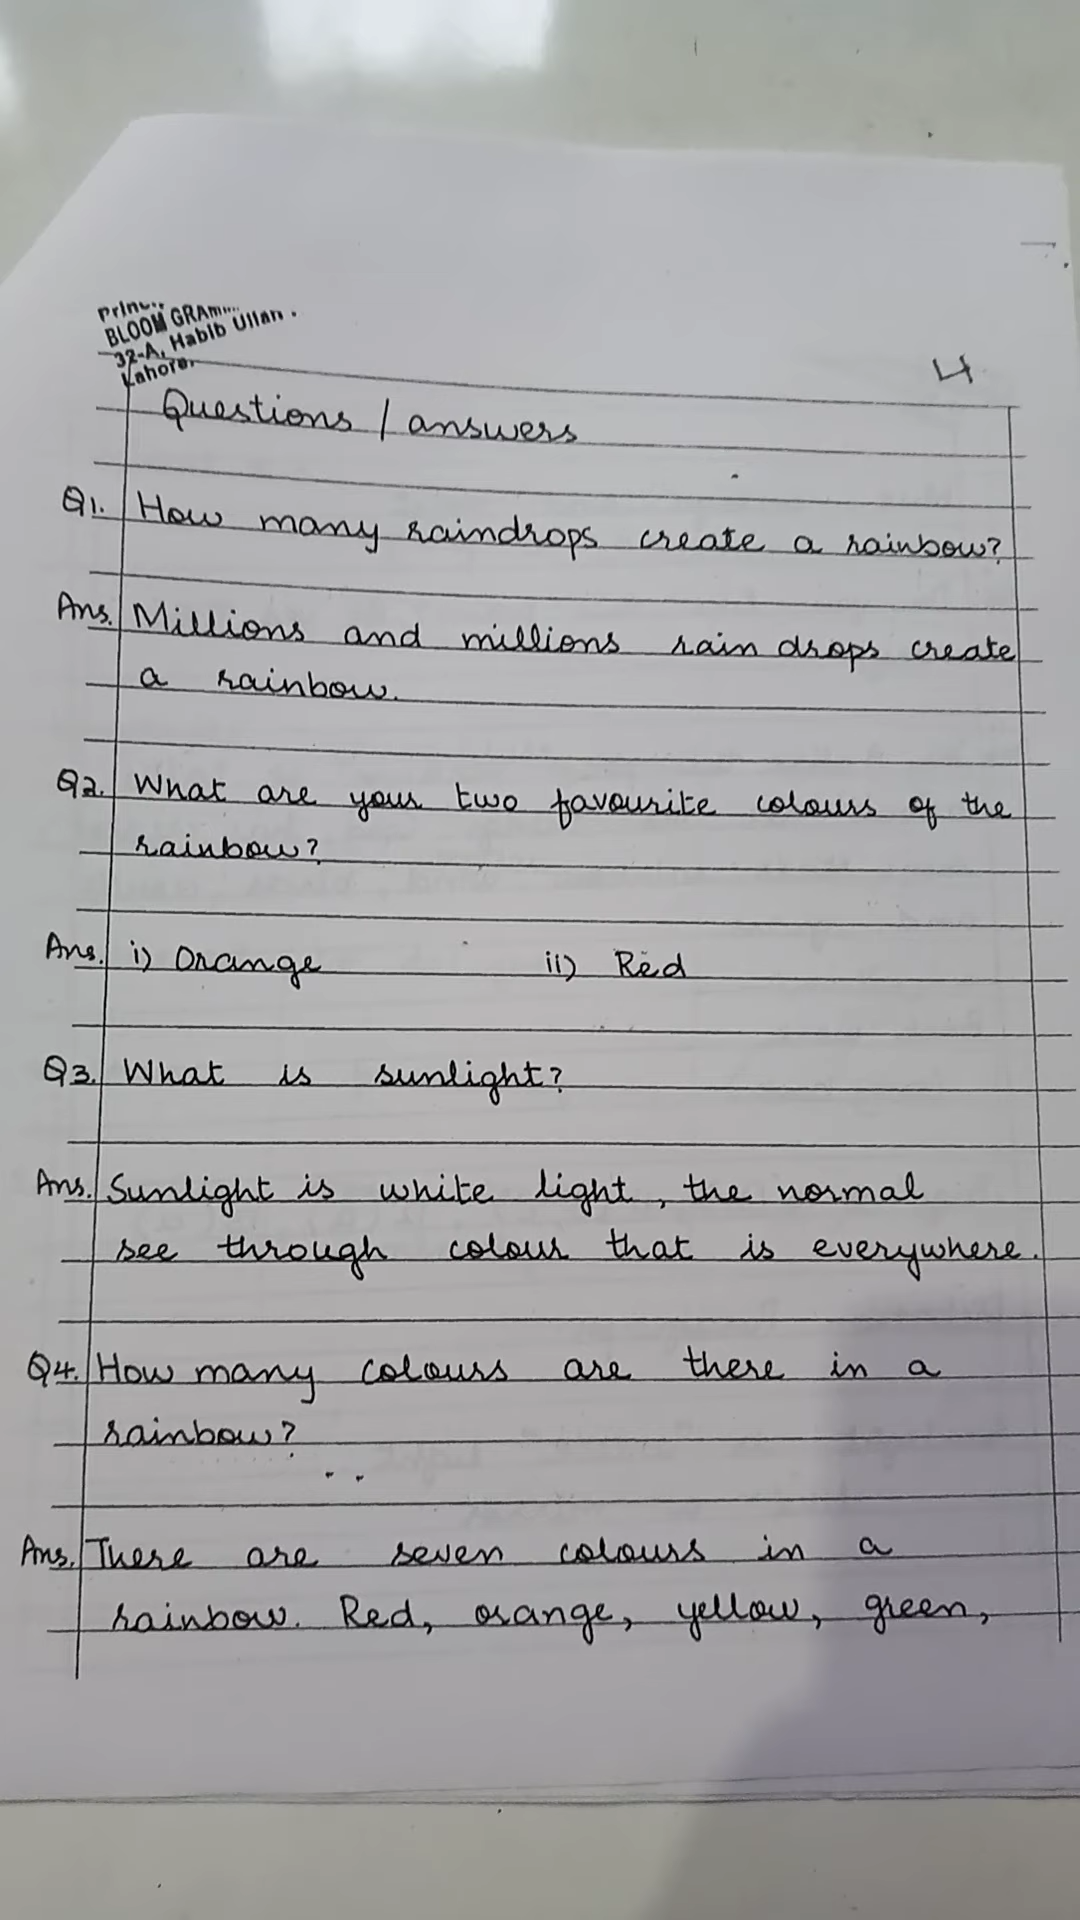 BLOOM
32-A, Habib Ullah
Lahore.
4
Questions / answers
Q1. How many raindrops create a rainbow?
Ans. Millions and millions rain drops create
a rainbow.
Q2. What are your two favourite colours of the
rainbow?
Ans. i) Orange ii) Red
Q3. What is sunlight?
Ans. Sunlight is white light, the normal
see through colour that is everywhere.
Q4. How many colours are there in a
rainbow?
Ans. There are seven colours in a
rainbow. Red, orange, yellow, green,